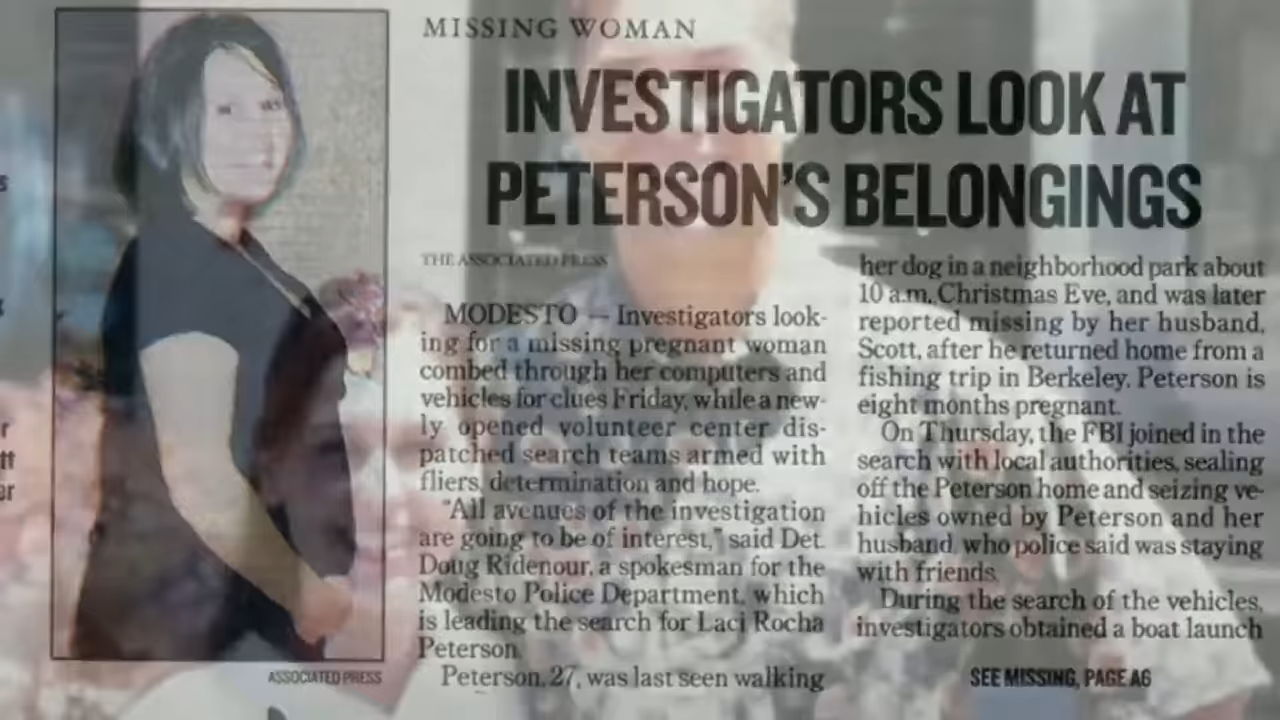 MISSING WOMAN
INVESTIGATORS LOOK AT
PETERSON'S BELONGINGS
THE ASSOCIATED PRESS
MODESTO — Investigators look-
ing for a missing pregnant woman
combed through her computers and
vehicles for clues Friday, while a new-
ly opened volunteer center dis-
patched search teams armed with
fliers, determination and hope.
"All avenues of the investigation
are going to be of interest," said Det.
Doug Ridenour, a spokesman for the
Modesto Police Department, which
is leading the search for Laci Rocha
Peterson.
Peterson, 27, was last seen walking
her dog in a neighborhood park about
10 a.m. Christmas Eve, and was later
reported missing by her husband,
Scott, after he returned home from a
fishing trip in Berkeley. Peterson is
eight months pregnant.
On Thursday, the FBI joined in the
search with local authorities, sealing
off the Peterson home and seizing ve-
hicles owned by Peterson and her
husband, who police said was staying
with friends.
During the search of the vehicles,
investigators obtained a boat launch
SEE MISSING, PAGE A6
ASSOCIATED PRESS